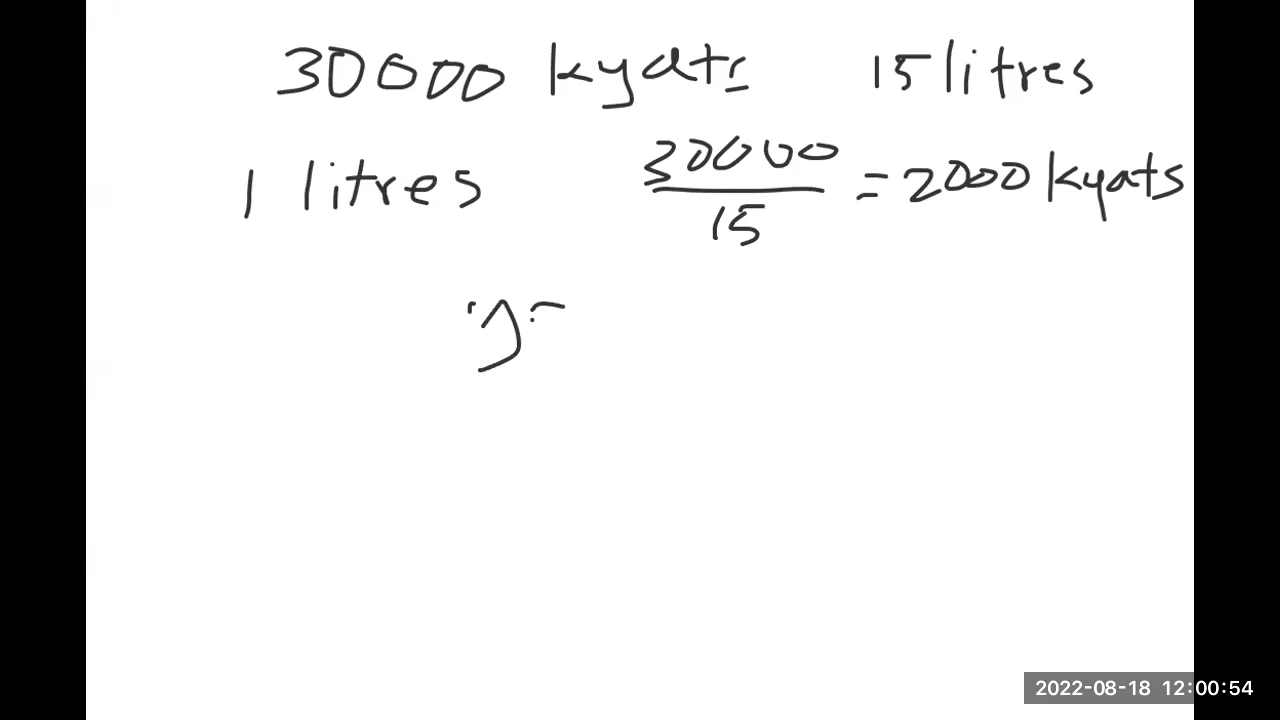 30000 kyats 15 litres
1 litres 30000/15 = 2000 kyats
2022-08-18 12:00:54